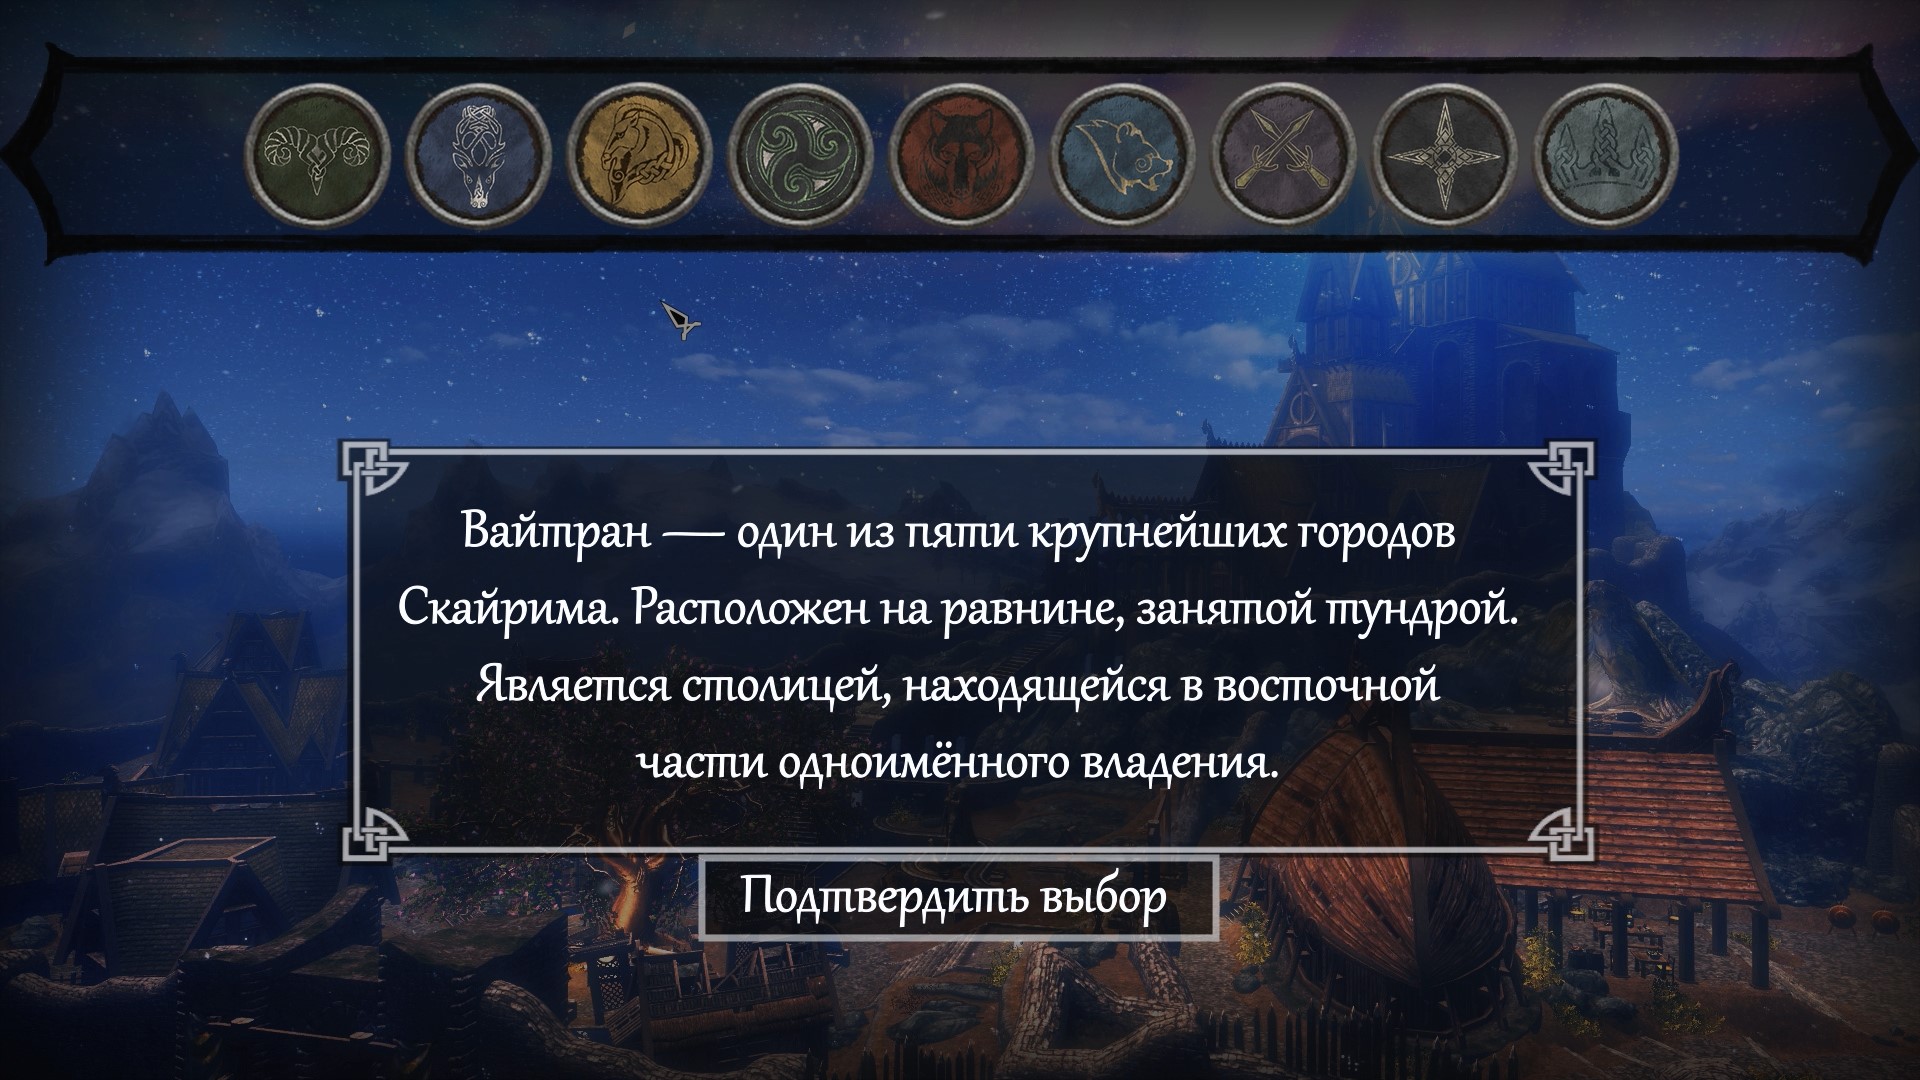 Вайтран — один из пяти крупнейших городов
Скайрима. Расположен на равнине, занятой тундрой.
Является столицей, находящейся в восточной
части одноимённого владения.
Подтвердить выбор